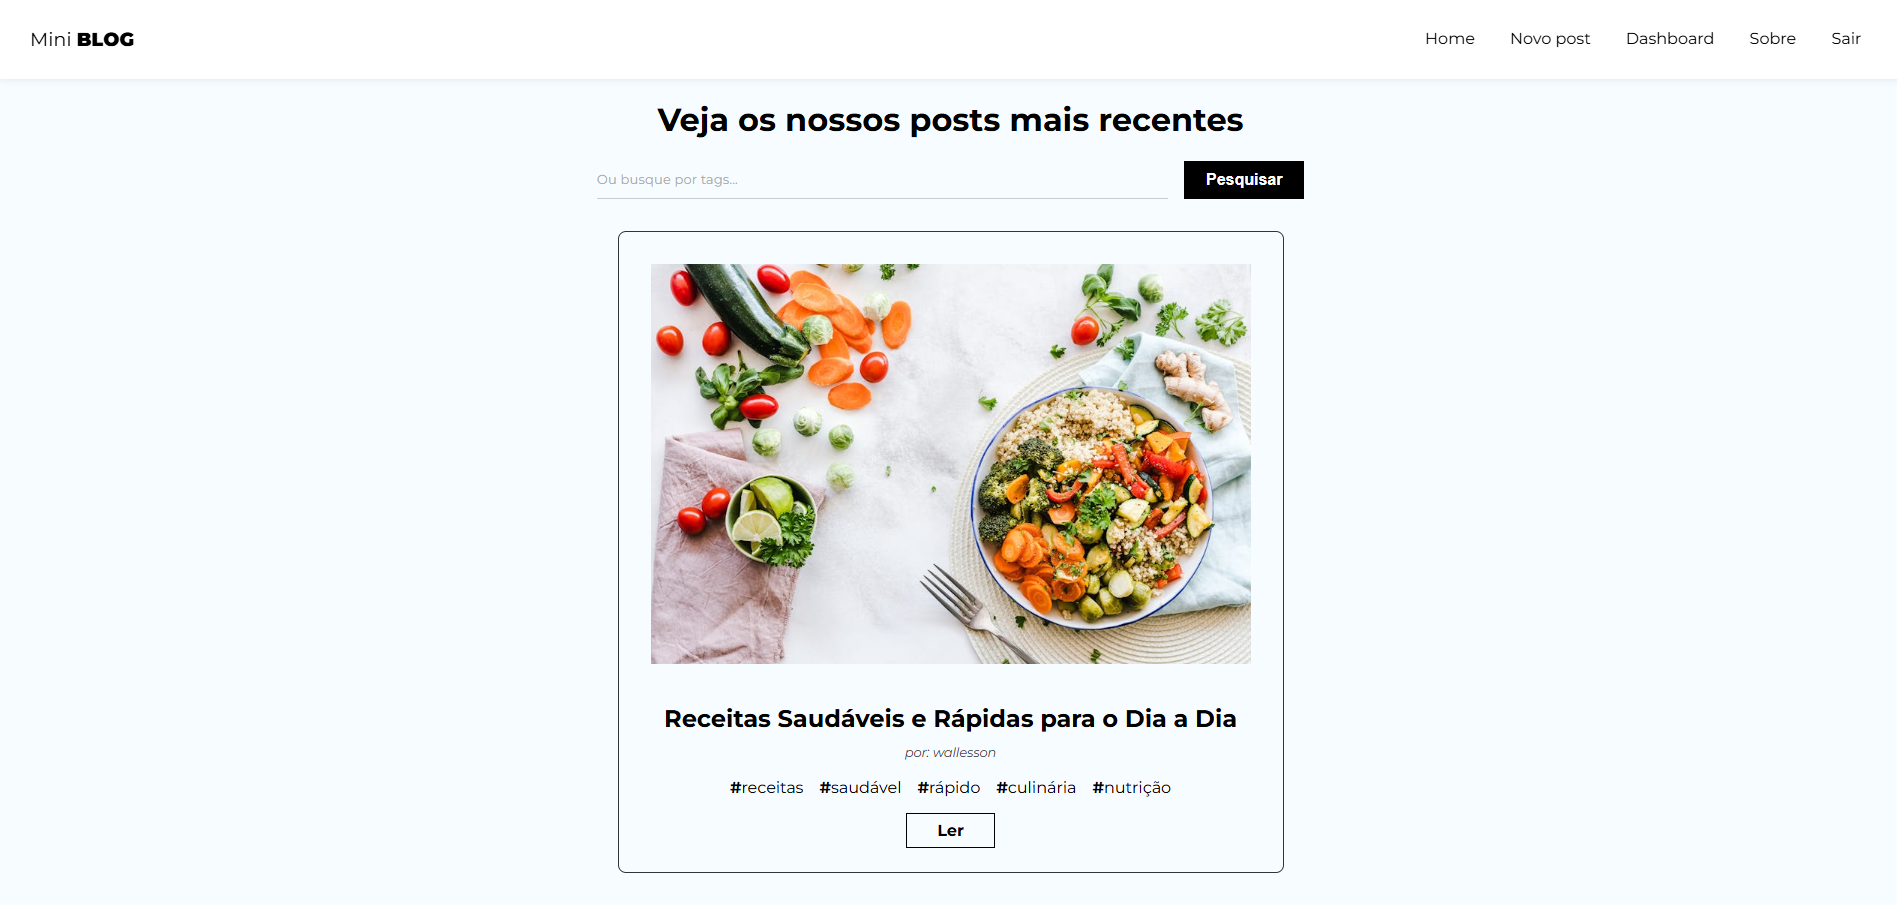 Mini BLOG
Home Novo post Dashboard Sobre Sair
Veja os nossos posts mais recentes
Ou busque por tags...
Pesquisar
Receitas Saudáveis e Rápidas para o Dia a Dia
por: wallesson
#receitas #saudável #rápido #culinária #nutrição
Ler